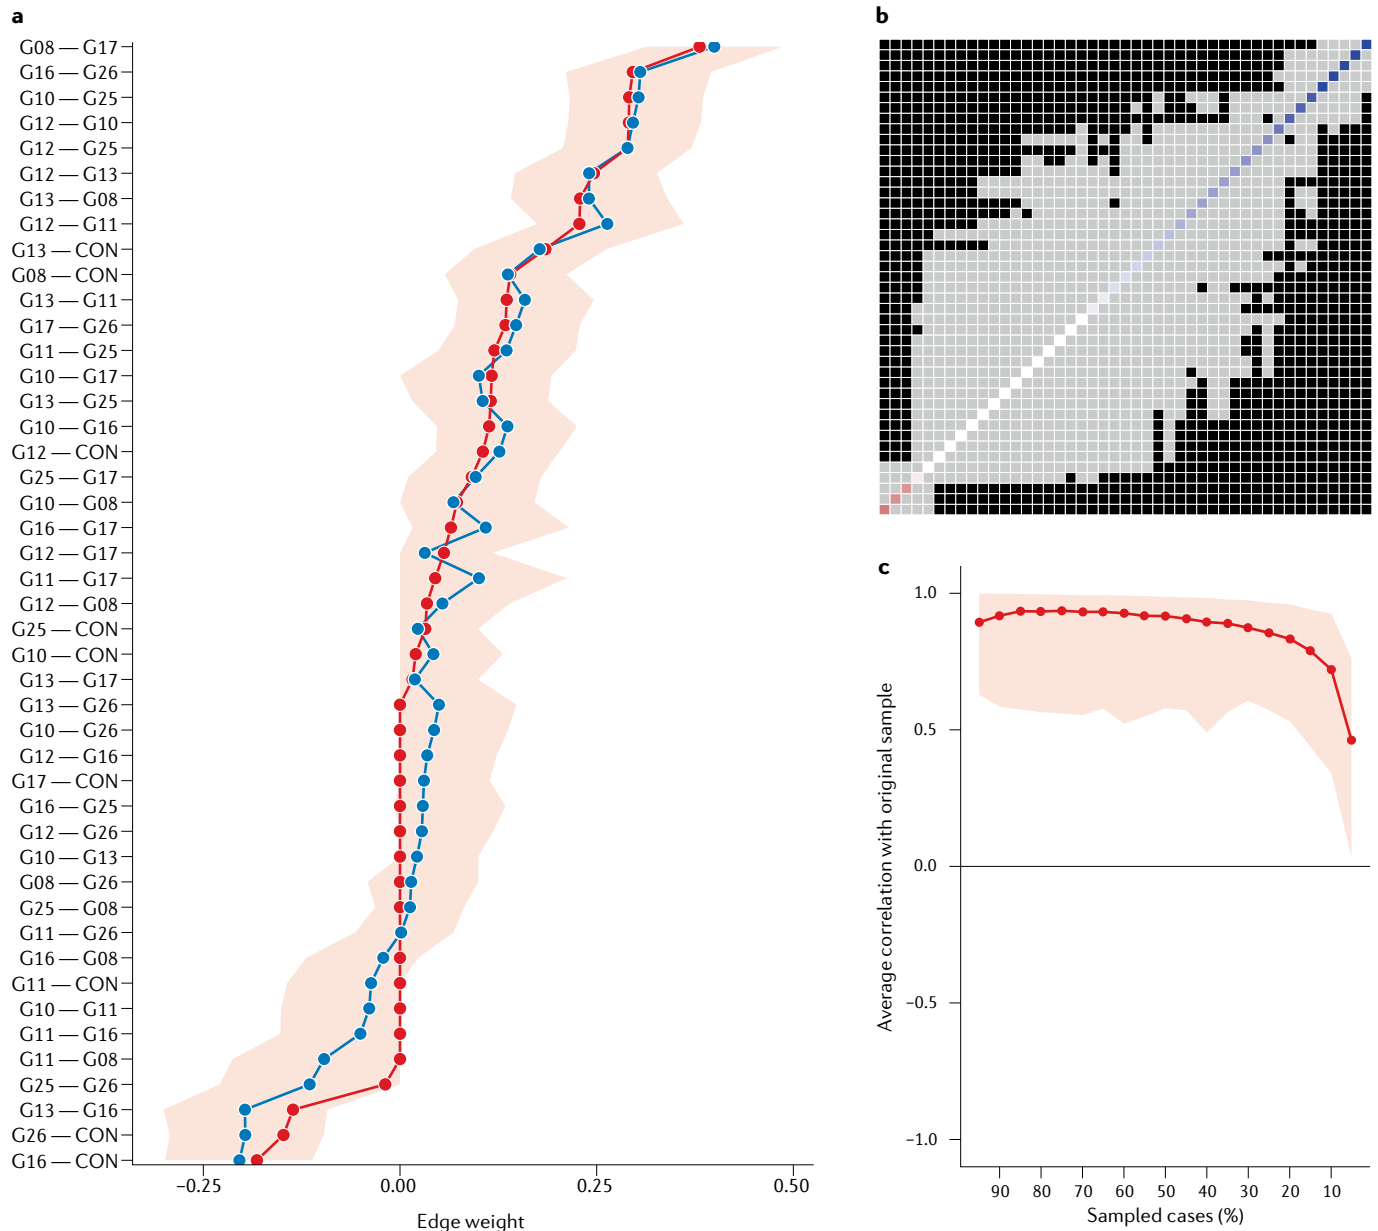 a
G08 — G17
G16 — G26
G10 — G25
G12 — G10
G12 — G25
G12 — G13
G13 — G08
G12 — G11
G13 — CON
G08 — CON
G13 — G11
G17 — G26
G11 — G25
G10 — G17
G13 — G25
G10 — G16
G12 — CON
G25 — G17
G10 — G08
G16 — G17
G12 — G17
G11 — G17
G12 — G08
G25 — CON
G10 — CON
G13 — G17
G13 — G26
G10 — G26
G12 — G16
G17 — CON
G16 — G25
G12 — G26
G10 — G13
G08 — G26
G25 — G08
G11 — G26
G16 — G08
G11 — CON
G10 — G11
G11 — G16
G11 — G08
G25 — G26
G13 — G16
G26 — CON
G16 — CON
−0.25 0.00 0.25 0.50
Edge weight
b
c
Average correlation with original sample
1.0
0.5
0.0
−0.5
−1.0
90 80 70 60 50 40 30 20 10
Sampled cases (%)